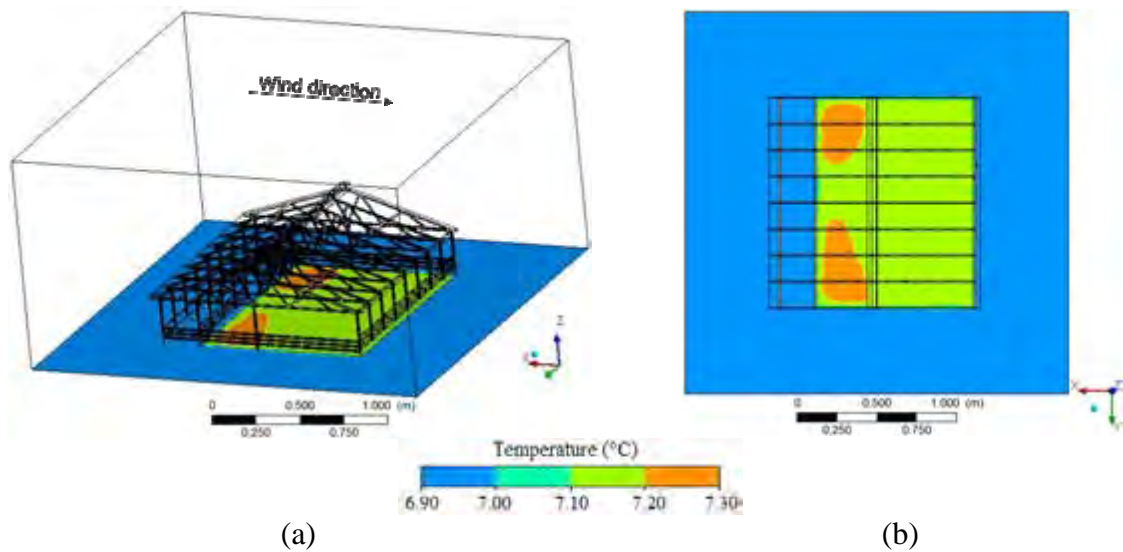 Wind direction
Z
X
0 0.500 1.000 (m)
0.250 0.750
X Z
Y
0 0.500 1.000 (m)
0.250 0.750
Temperature (°C)
6.90 7.00 7.10 7.20 7.30
(a) (b)